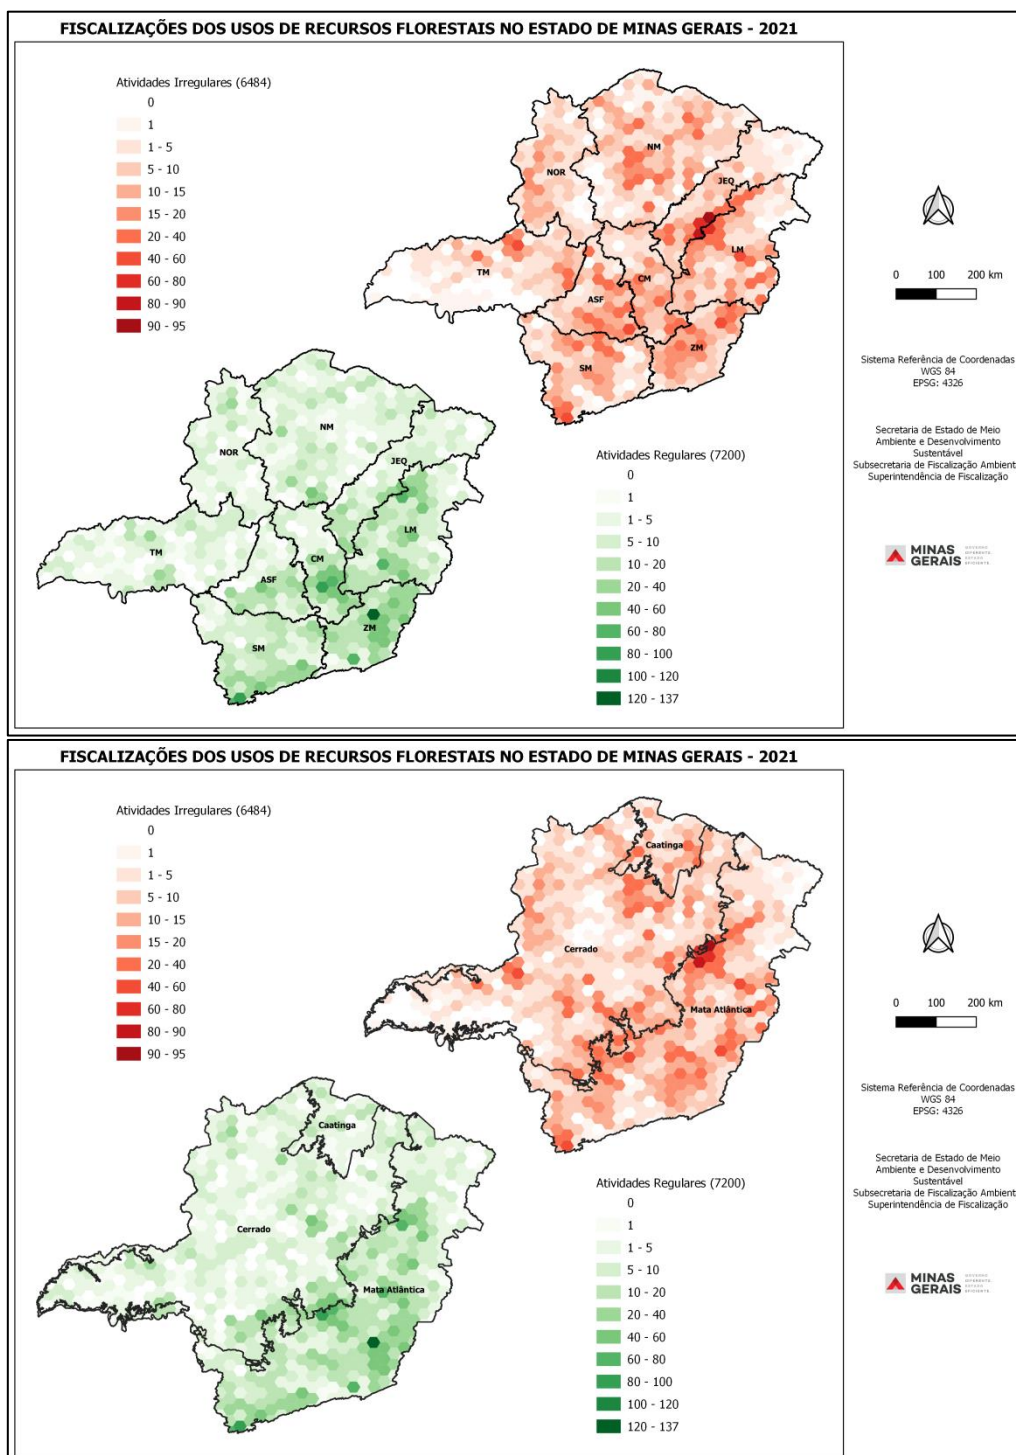 FISCALIZAÇÕES DOS USOS DE RECURSOS FLORESTAIS NO ESTADO DE MINAS GERAIS - 2021
Atividades Irregulares (6484)
0
1
1 - 5
5 - 10
10 - 15
15 - 20
20 - 40
40 - 60
60 - 80
80 - 90
90 - 95
NM
NOR
JEQ
LM
TM
CM
ASF
ZM
SM
NM
NOR
JEQ
LM
TM
CM
ASF
ZM
SM
Atividades Regulares (7200)
0
1
1 - 5
5 - 10
10 - 20
20 - 40
40 - 60
60 - 80
80 - 100
100 - 120
120 - 137
0 100 200 km
Sistema Referência de Coordenadas
WGS 84
EPSG: 4326
Secretaria de Estado de Meio
Ambiente e Desenvolvimento
Sustentável
Subsecretaria de Fiscalização Ambient
Superintendência de Fiscalização
MINAS
GERAIS
FISCALIZAÇÕES DOS USOS DE RECURSOS FLORESTAIS NO ESTADO DE MINAS GERAIS - 2021
Atividades Irregulares (6484)
0
1
1 - 5
5 - 10
10 - 15
15 - 20
20 - 40
40 - 60
60 - 80
80 - 90
90 - 95
Caatinga
Cerrado
Mata Atlântica
Caatinga
Cerrado
Mata Atlântica
Atividades Regulares (7200)
0
1
1 - 5
5 - 10
10 - 20
20 - 40
40 - 60
60 - 80
80 - 100
100 - 120
120 - 137
0 100 200 km
Sistema Referência de Coordenadas
WGS 84
EPSG: 4326
Secretaria de Estado de Meio
Ambiente e Desenvolvimento
Sustentável
Subsecretaria de Fiscalização Ambient
Superintendência de Fiscalização
MINAS
GERAIS